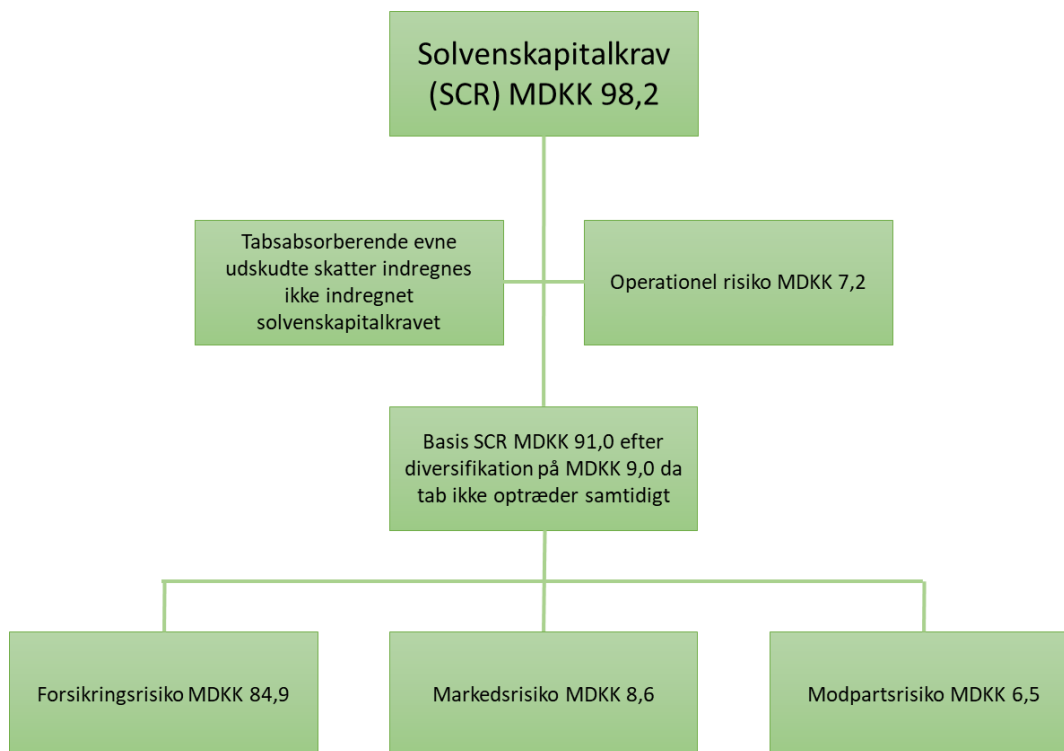 Solvenskapitalkrav
(SCR) MDKK 98,2
Tabsabsorberende evne
udskudte skatter indregnes
ikke indregnet
solvenskapitalkravet
Operationel risiko MDKK 7,2
Basis SCR MDKK 91,0 efter
diversifikation på MDKK 9,0 da
tab ikke optræder samtidigt
Forsikringsrisiko MDKK 84,9
Markedsrisiko MDKK 8,6
Modpartsrisiko MDKK 6,5